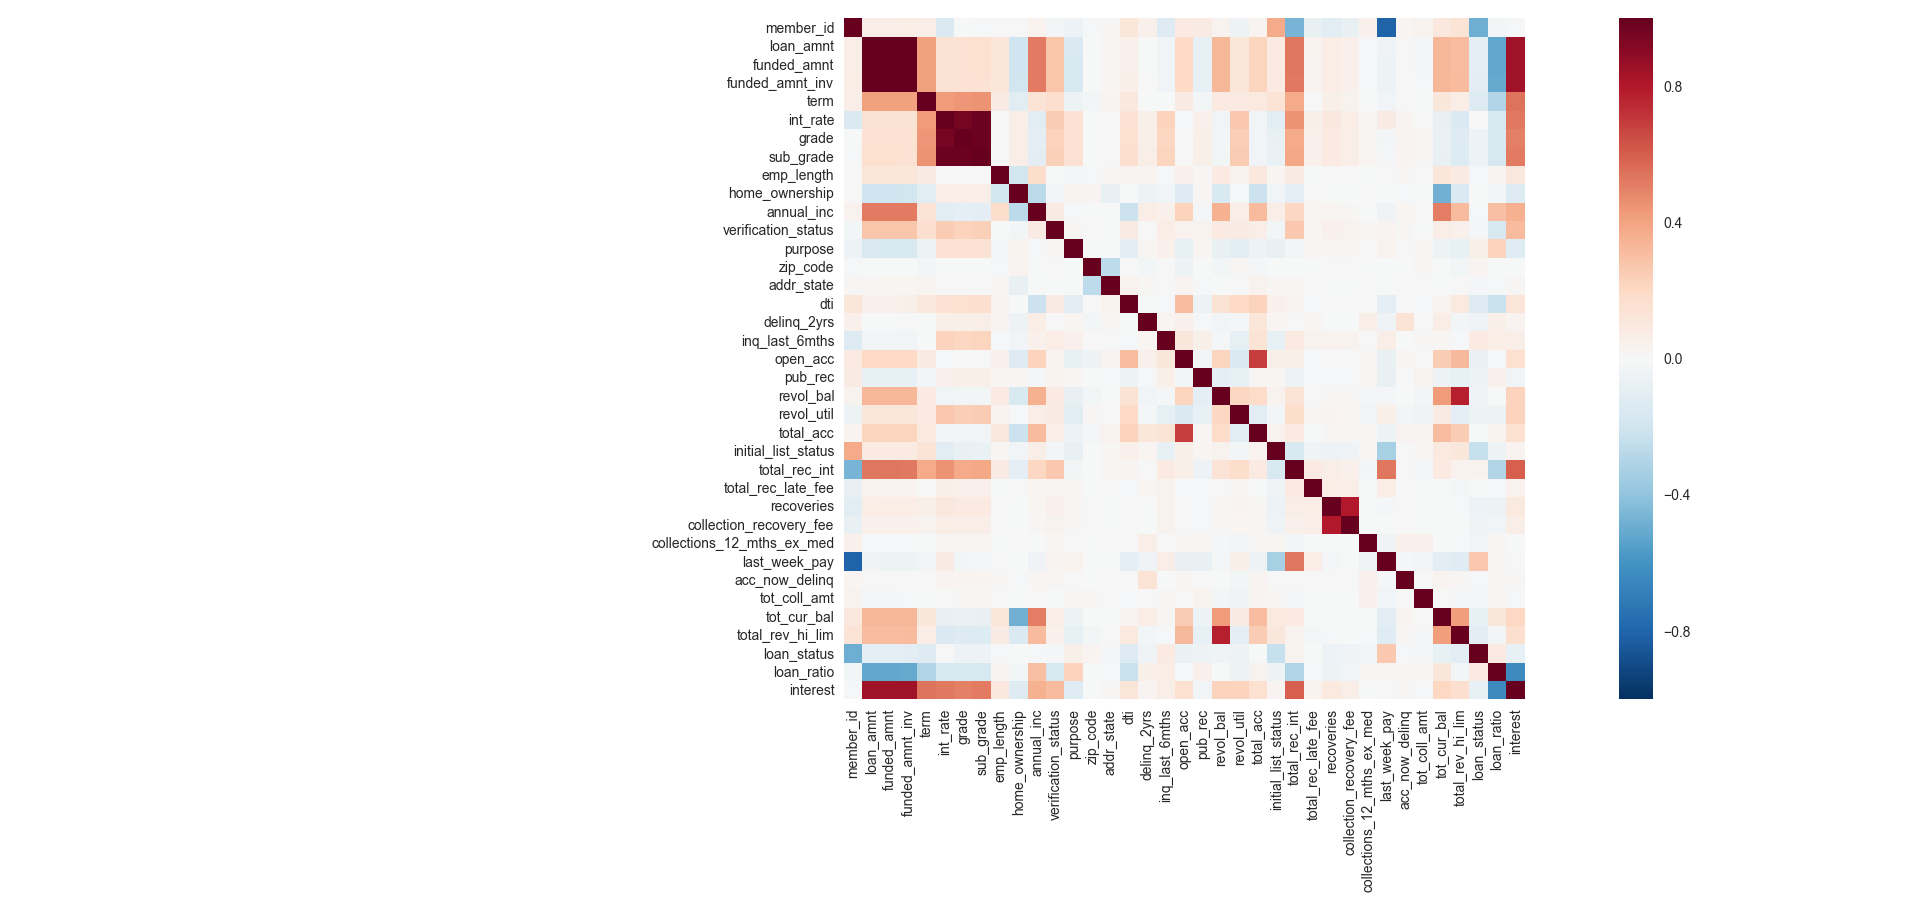 member_id
loan_amnt
funded_amnt
funded_amnt_inv
term
int_rate
grade
sub_grade
emp_length
home_ownership
annual_inc
verification_status
purpose
zip_code
addr_state
dti
delinq_2yrs
inq_last_6mths
open_acc
pub_rec
revol_bal
revol_util
total_acc
initial_list_status
total_rec_int
total_rec_late_fee
recoveries
collection_recovery_fee
collections_12_mths_ex_med
last_week_pay
acc_now_delinq
tot_coll_amt
tot_cur_bal
total_rev_hi_lim
loan_status
loan_ratio
interest
member_id
loan_amnt
funded_amnt
funded_amnt_inv
term
int_rate
grade
sub_grade
emp_length
home_ownership
annual_inc
verification_status
purpose
zip_code
addr_state
dti
delinq_2yrs
inq_last_6mths
open_acc
pub_rec
revol_bal
revol_util
total_acc
initial_list_status
total_rec_int
total_rec_late_fee
recoveries
collection_recovery_fee
collections_12_mths_ex_med
last_week_pay
acc_now_delinq
tot_coll_amt
tot_cur_bal
total_rev_hi_lim
loan_status
loan_ratio
interest
0.8
0.4
0.0
−0.4
−0.8